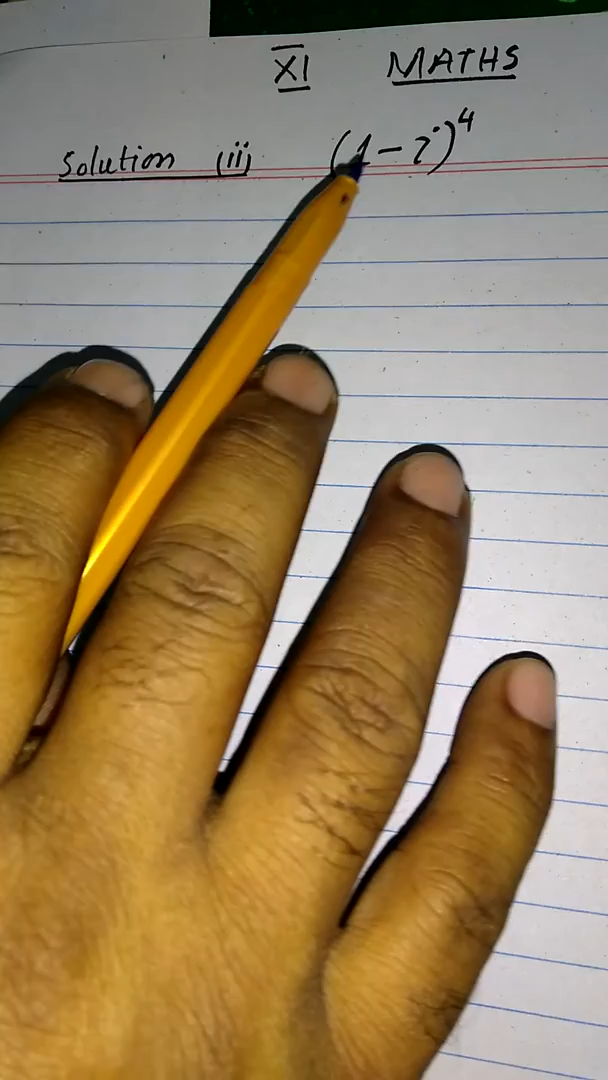 XI MATHS
Solution (ii) (1 - i)⁴